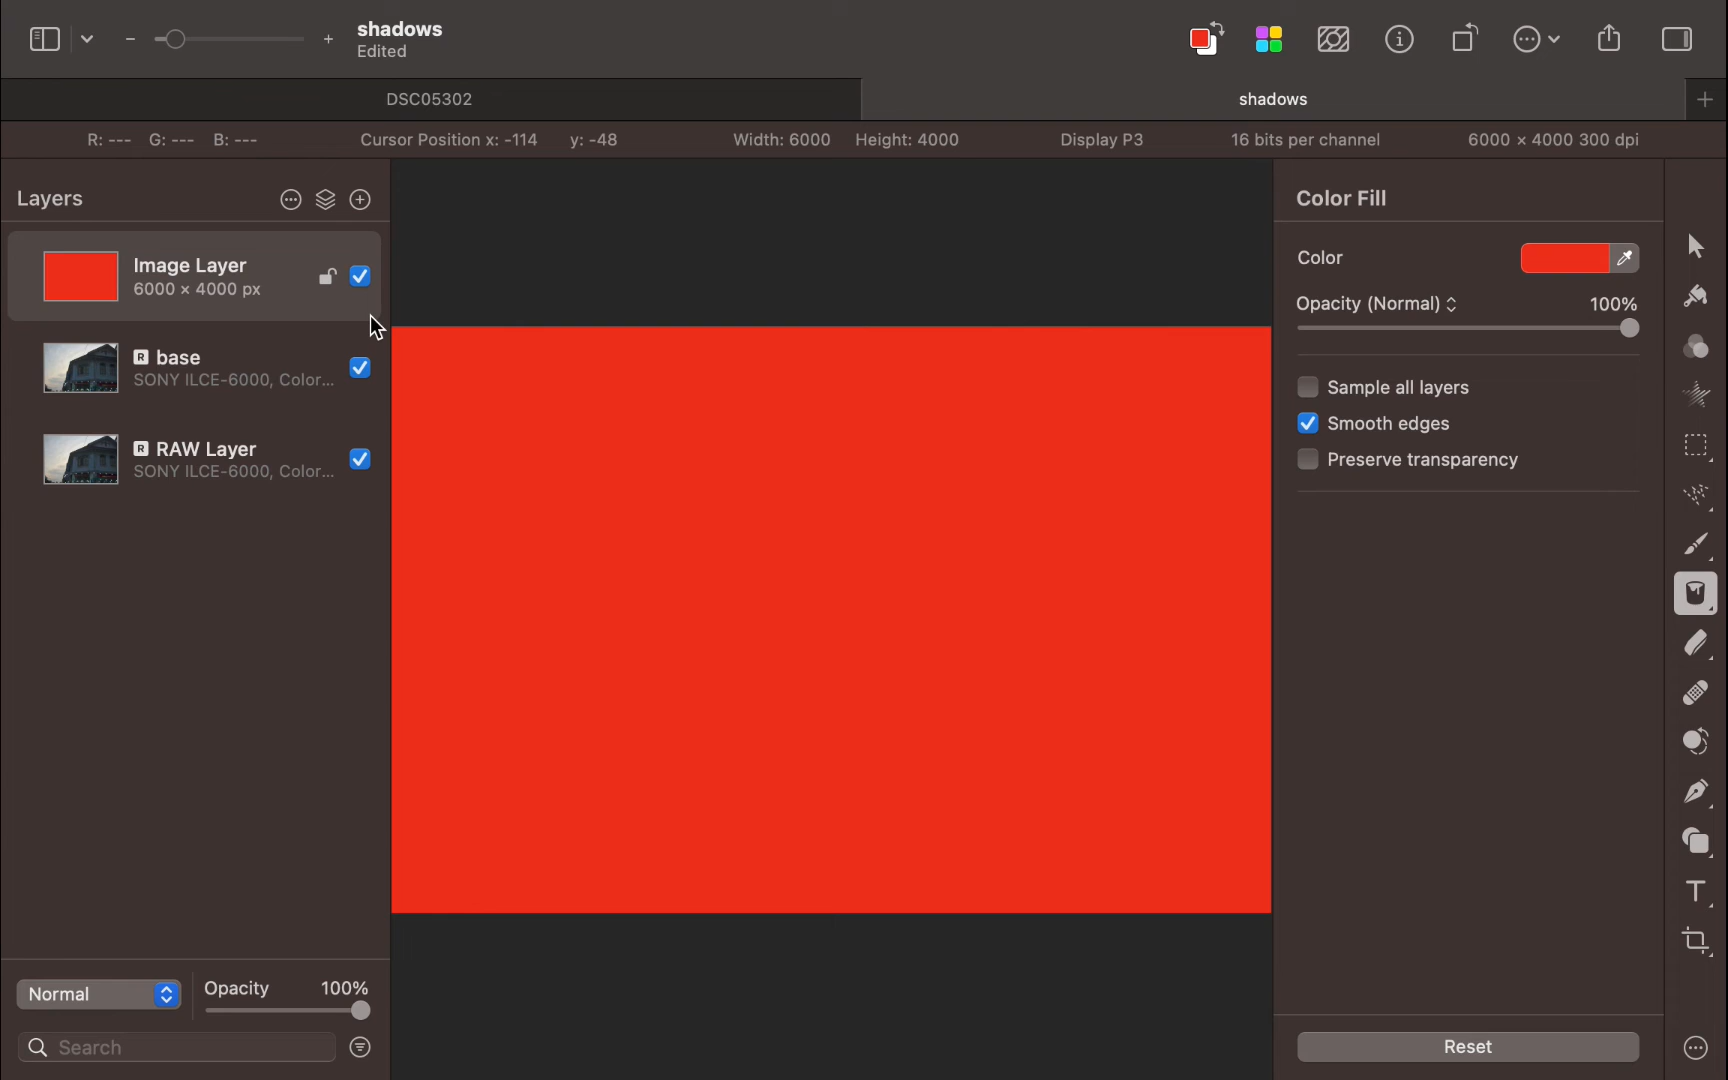 shadows
Edited
DSC05302
shadows
R: --- G: --- B: --- Cursor Position x: -114 y: -48 Width: 6000 Height: 4000 Display P3 16 bits per channel 6000 × 4000 300 dpi
Layers
Image Layer
6000 × 4000 px
R base
SONY ILCE-6000, Color...
R RAW Layer
SONY ILCE-6000, Color...
Normal
Opacity 100%
Search
Color Fill
Color
Opacity (Normal) 100%
Sample all layers
Smooth edges
Preserve transparency
Reset